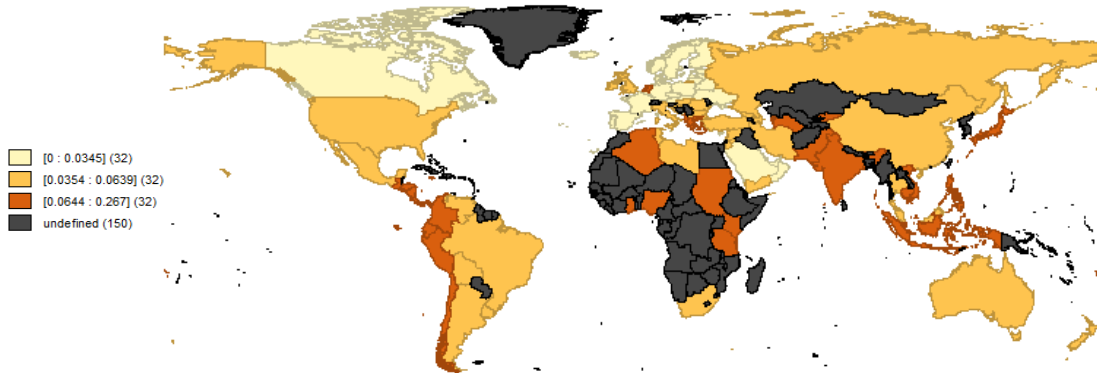 [0 : 0.0345] (32)
[0.0354 : 0.0639] (32)
[0.0644 : 0.267] (32)
undefined (150)